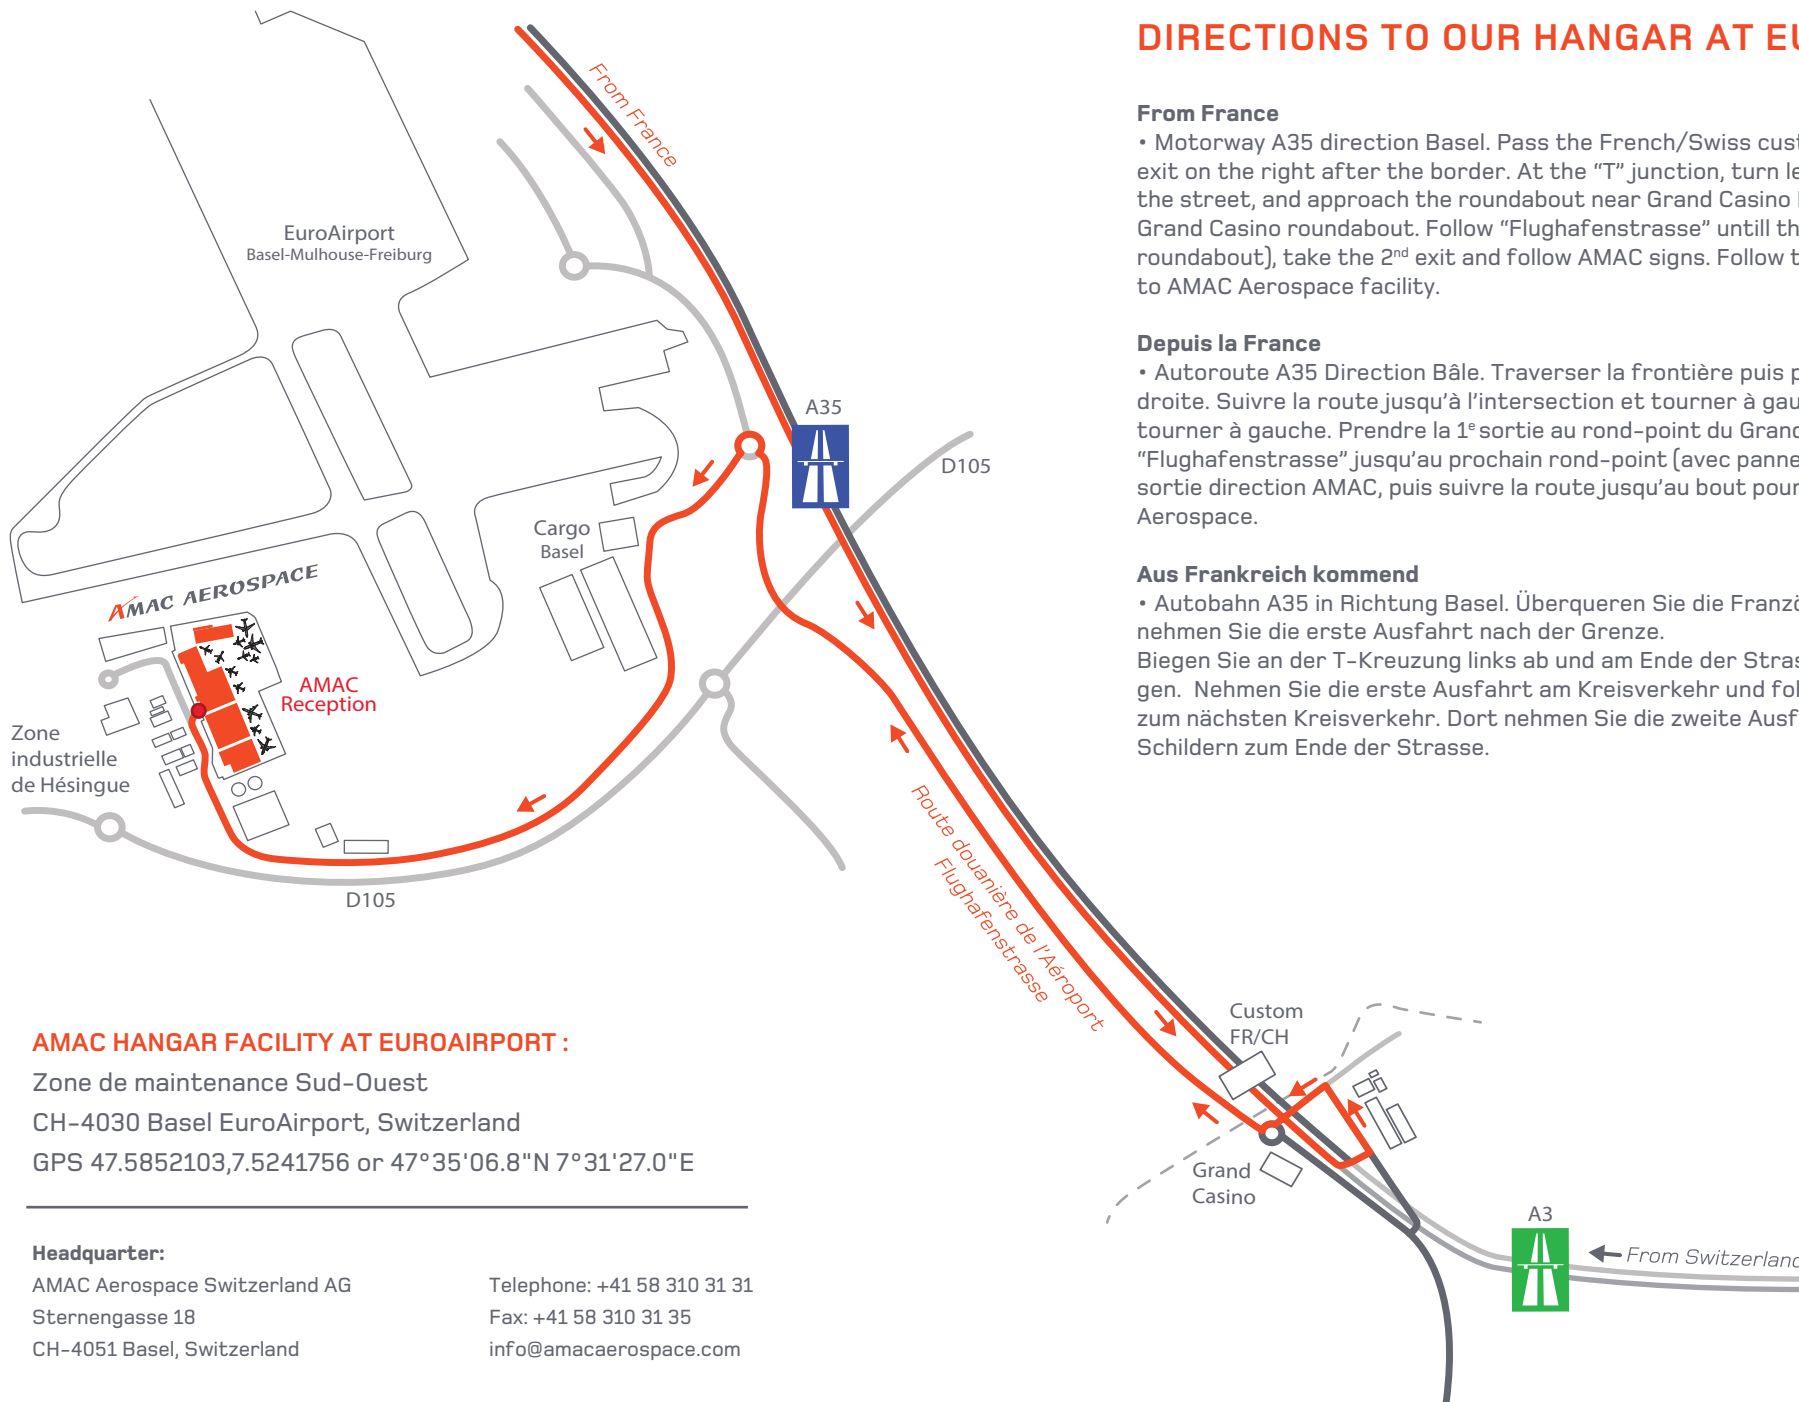 DIRECTIONS TO OUR HANGAR AT
From France
• Motorway A35 direction Basel. Pass the French/Swiss
exit on the right after the border. At the “T” junction, turn
the street, and approach the roundabout near Grand Casino
Grand Casino roundabout. Follow “Flughafenstrasse” untill
roundabout), take the 2nd exit and follow AMAC signs. Follow
to AMAC Aerospace facility.
Depuis la France
• Autoroute A35 Direction Bâle. Traverser la frontière puis
droite. Suivre la route jusqu’à l’intersection et tourner à
tourner à gauche. Prendre la 1e sortie au rond-point du
“Flughafenstrasse” jusqu’au prochain rond-point (avec
sortie direction AMAC, puis suivre la route jusqu’au bout pour
Aerospace.
Aus Frankreich kommend
• Autobahn A35 in Richtung Basel. Überqueren Sie die
nehmen Sie die erste Ausfahrt nach der Grenze.
Biegen Sie an der T-Kreuzung links ab und am Ende der
gen. Nehmen Sie die erste Ausfahrt am Kreisverkehr und
zum nächsten Kreisverkehr. Dort nehmen Sie die zweite
Schildern zum Ende der Strasse.
From France
EuroAirport
Basel-Mulhouse-Freiburg
A35
D105
Cargo
Basel
AMAC AEROSPACE
AMAC
Reception
Zone
industrielle
de Hésingue
D105
Route douanière de l'Aéroport
Flughafenstrasse
Custom
FR/CH
Grand
Casino
A3
From Switzerland
AMAC HANGAR FACILITY AT EUROAIRPORT :
Zone de maintenance Sud-Ouest
CH-4030 Basel EuroAirport, Switzerland
GPS 47.5852103,7.5241756 or 47°35'06.8"N 7°31'27.0"E
Headquarter:
AMAC Aerospace Switzerland AG
Sternengasse 18
CH-4051 Basel, Switzerland
Telephone: +41 58 310 31 31
Fax: +41 58 310 31 35
info@amacaerospace.com